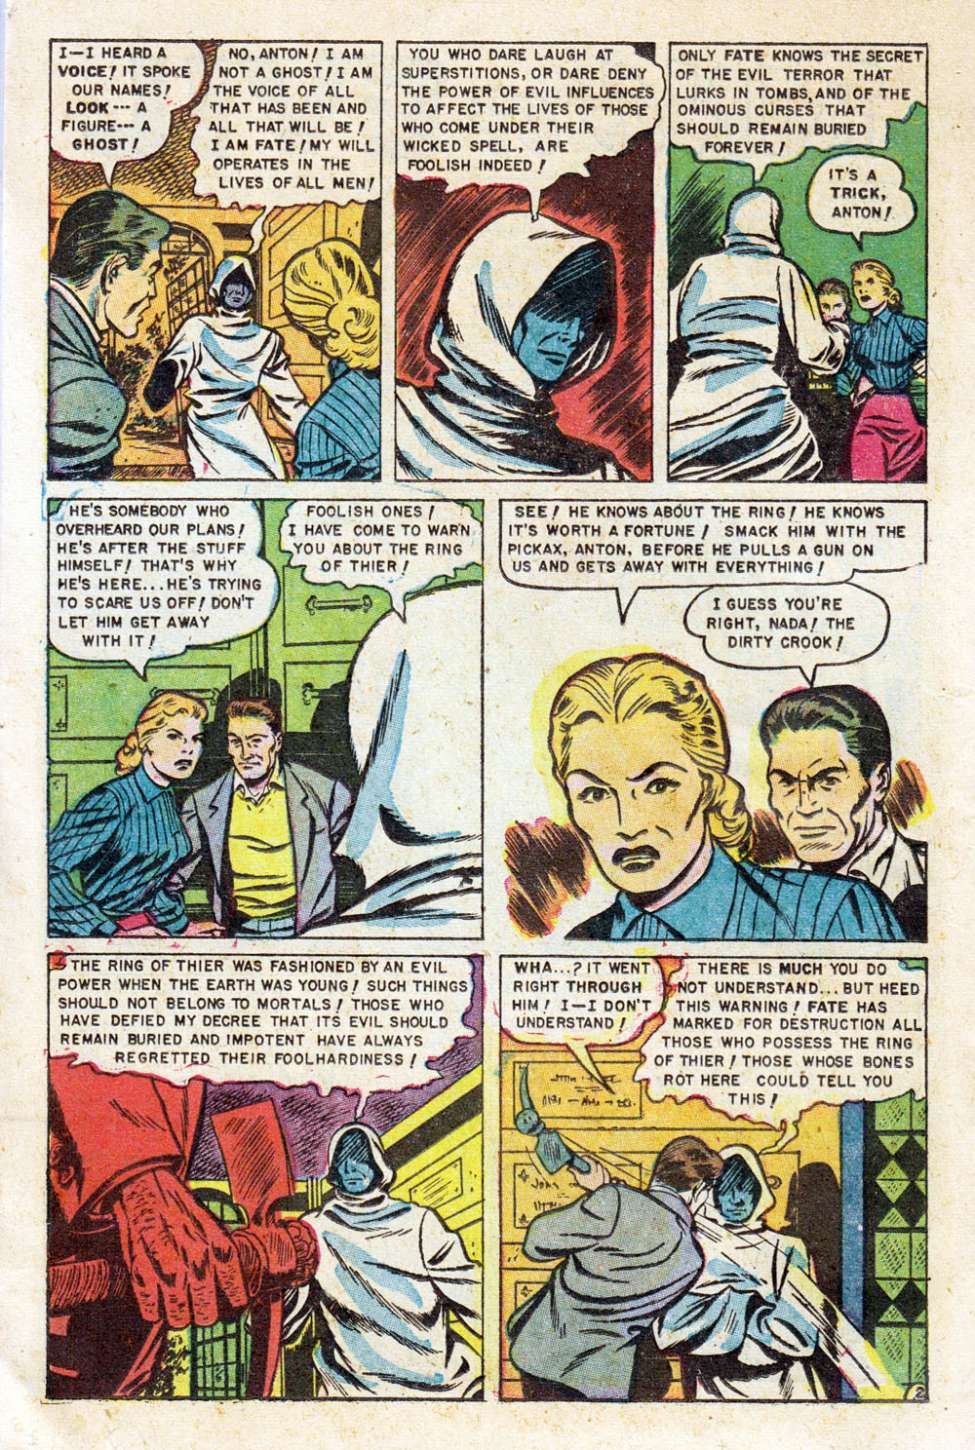 I—I HEARD A
VOICE! IT SPOKE
OUR NAMES!
LOOK --- A
FIGURE--- A
GHOST!
NO, ANTON! I AM
NOT A GHOST! I AM
THE VOICE OF ALL
THAT HAS BEEN AND
ALL THAT WILL BE!
I AM FATE! MY WILL
OPERATES IN THE
LIVES OF ALL MEN!
YOU WHO DARE LAUGH AT
SUPERSTITIONS, OR DARE DENY
THE POWER OF EVIL INFLUENCES
TO AFFECT THE LIVES OF THOSE
WHO COME UNDER THEIR
WICKED SPELL, ARE
FOOLISH INDEED!
ONLY FATE KNOWS THE SECRET
OF THE EVIL TERROR THAT
LURKS IN TOMBS, AND OF THE
OMINOUS CURSES THAT
SHOULD REMAIN BURIED
FOREVER!
IT'S A
TRICK,
ANTON!
HE'S SOMEBODY WHO
OVERHEARD OUR PLANS!
HE'S AFTER THE STUFF
HIMSELF! THAT'S WHY
HE'S HERE...HE'S TRYING
TO SCARE US OFF! DON'T
LET HIM GET AWAY
WITH IT!
FOOLISH ONES!
I HAVE COME TO WARN
YOU ABOUT THE RING
OF THIER!
SEE! HE KNOWS ABOUT THE RING! HE KNOWS
IT'S WORTH A FORTUNE! SMACK HIM WITH THE
PICKAX, ANTON, BEFORE HE PULLS A GUN ON
US AND GETS AWAY WITH EVERYTHING!
I GUESS YOU'RE
RIGHT, NADA! THE
DIRTY CROOK!
THE RING OF THIER WAS FASHIONED BY AN EVIL
POWER WHEN THE EARTH WAS YOUNG! SUCH THINGS
SHOULD NOT BELONG TO MORTALS! THOSE WHO
HAVE DEFIED MY DECREE THAT ITS EVIL SHOULD
REMAIN BURIED AND IMPOTENT HAVE ALWAYS
REGRETTED THEIR FOOLHARDINESS!
WHA...? IT WENT
RIGHT THROUGH
HIM! I—I DON'T
UNDERSTAND!
THERE IS MUCH YOU DO
NOT UNDERSTAND...BUT HEED
THIS WARNING! FATE HAS
MARKED FOR DESTRUCTION ALL
THOSE WHO POSSESS THE RING
OF THIER! THOSE WHOSE BONES
ROT HERE COULD TELL YOU
THIS!
2